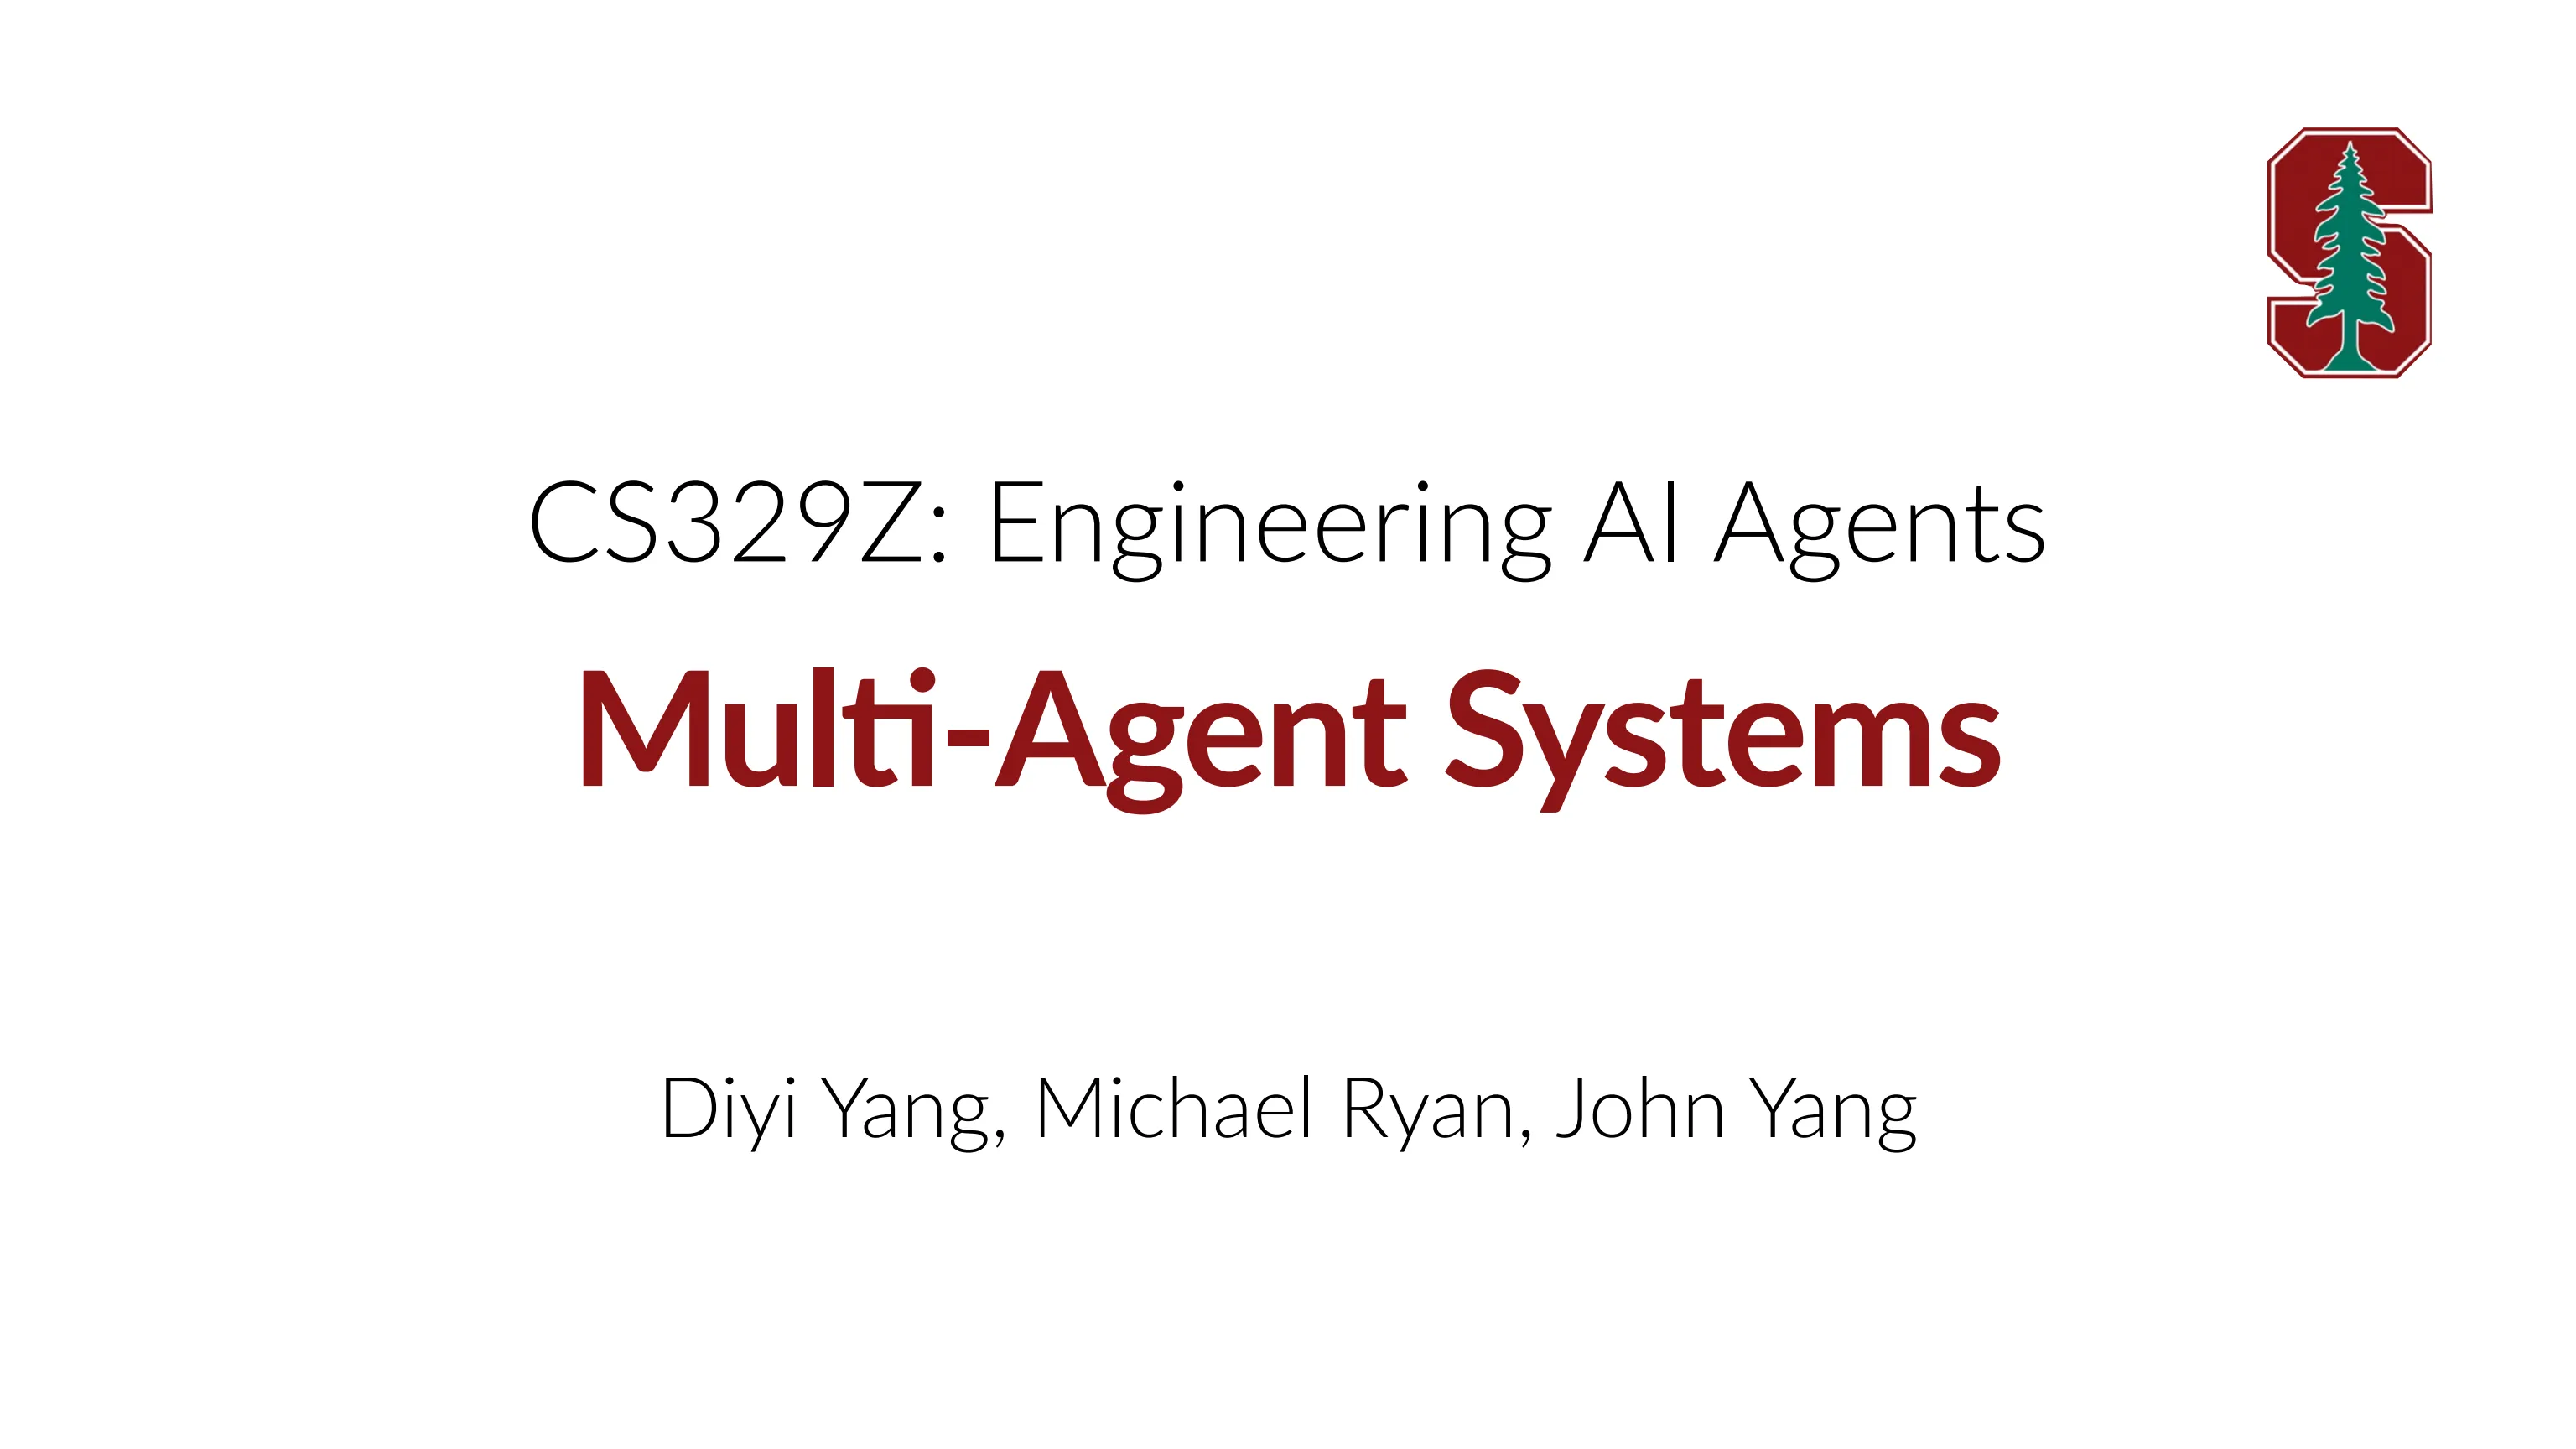 CS329Z: Engineering AI Agents
Multi-Agent Systems
Diyi Yang, Michael Ryan, John Yang